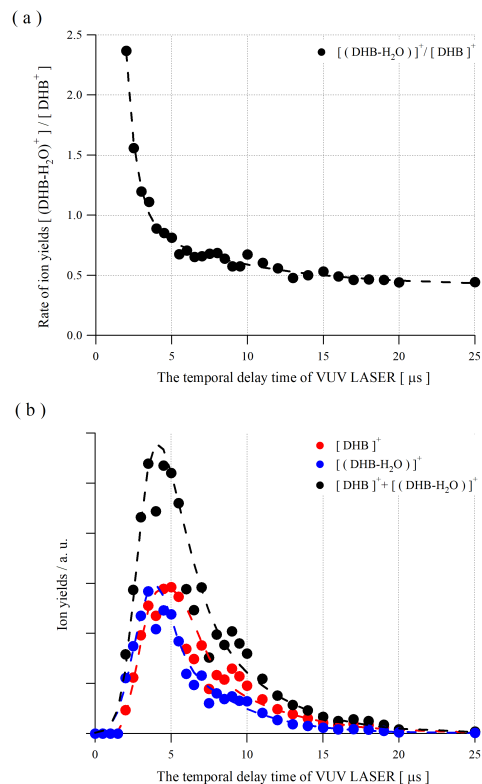 ( a )
2.5
2.0
1.5
1.0
0.5
0.0
Rate of ion yields [ (DHB-H₂O)⁺ ] / [ DHB⁺ ]
[ ( DHB-H₂O ) ]⁺/ [ DHB ]⁺
0 5 10 15 20 25
The temporal delay time of VUV LASER [ µs ]
( b )
Ion yields / a. u.
[ DHB ]⁺
[ ( DHB-H₂O ) ]⁺
[ DHB ]⁺+ [ ( DHB-H₂O ) ]⁺
0 5 10 15 20 25
The temporal delay time of VUV LASER [ µs ]